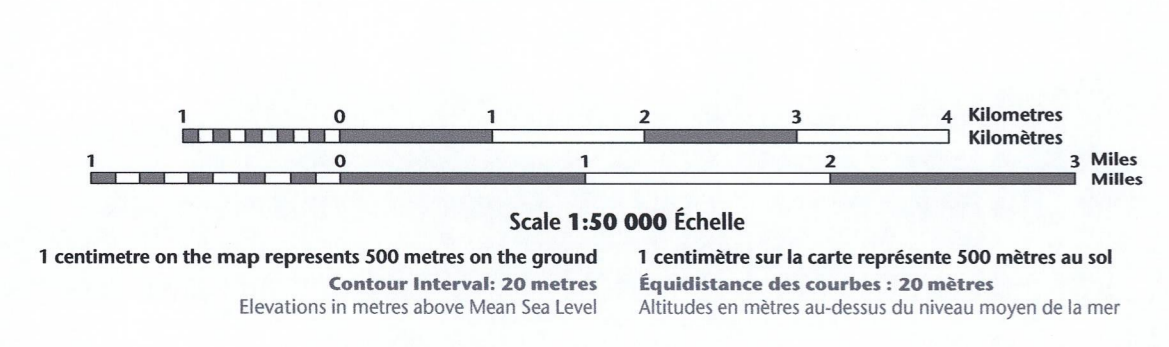 1 0 1 2 3 4 Kilometres
Kilomètres
1 0 1 2 3 Miles
Milles
Scale 1:50 000 Échelle
1 centimetre on the map represents 500 metres on the ground
Contour Interval: 20 metres
Elevations in metres above Mean Sea Level
1 centimètre sur la carte représente 500 mètres au sol
Équidistance des courbes : 20 mètres
Altitudes en mètres au-dessus du niveau moyen de la mer